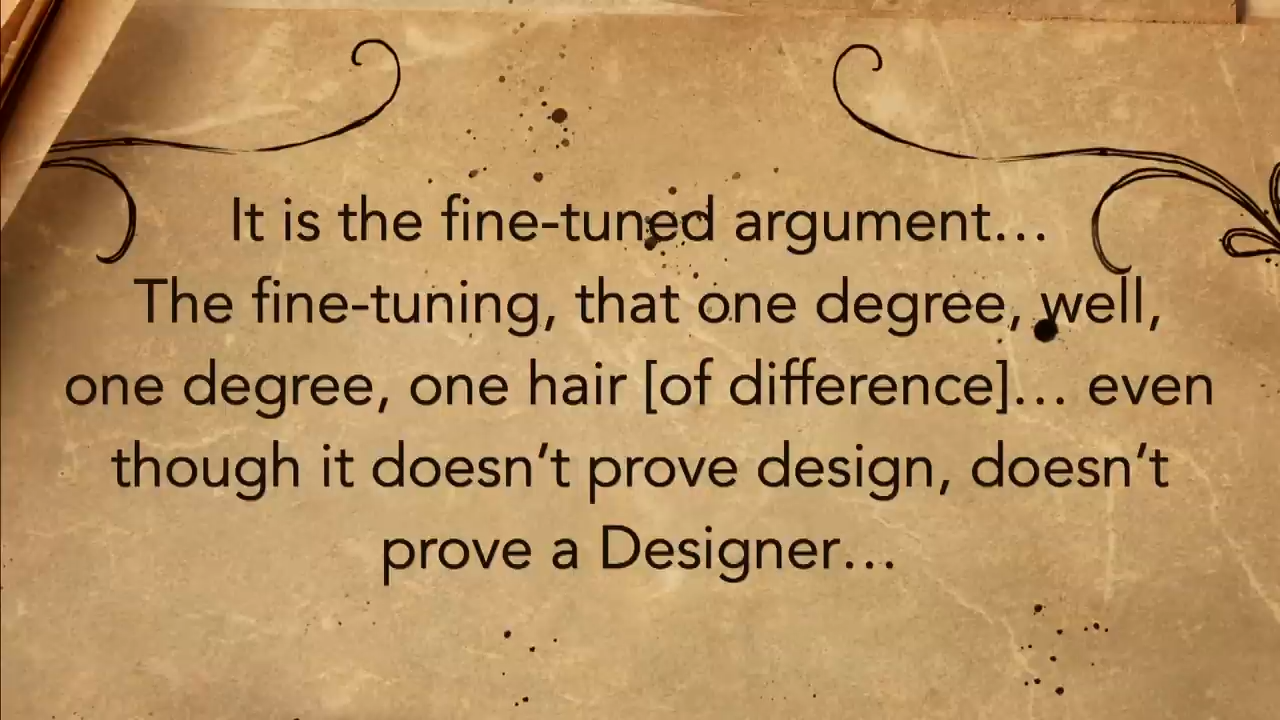 It is the fine-tuned argument…
The fine-tuning, that one degree, well,
one degree, one hair [of difference]… even
though it doesn’t prove design, doesn’t
prove a Designer…